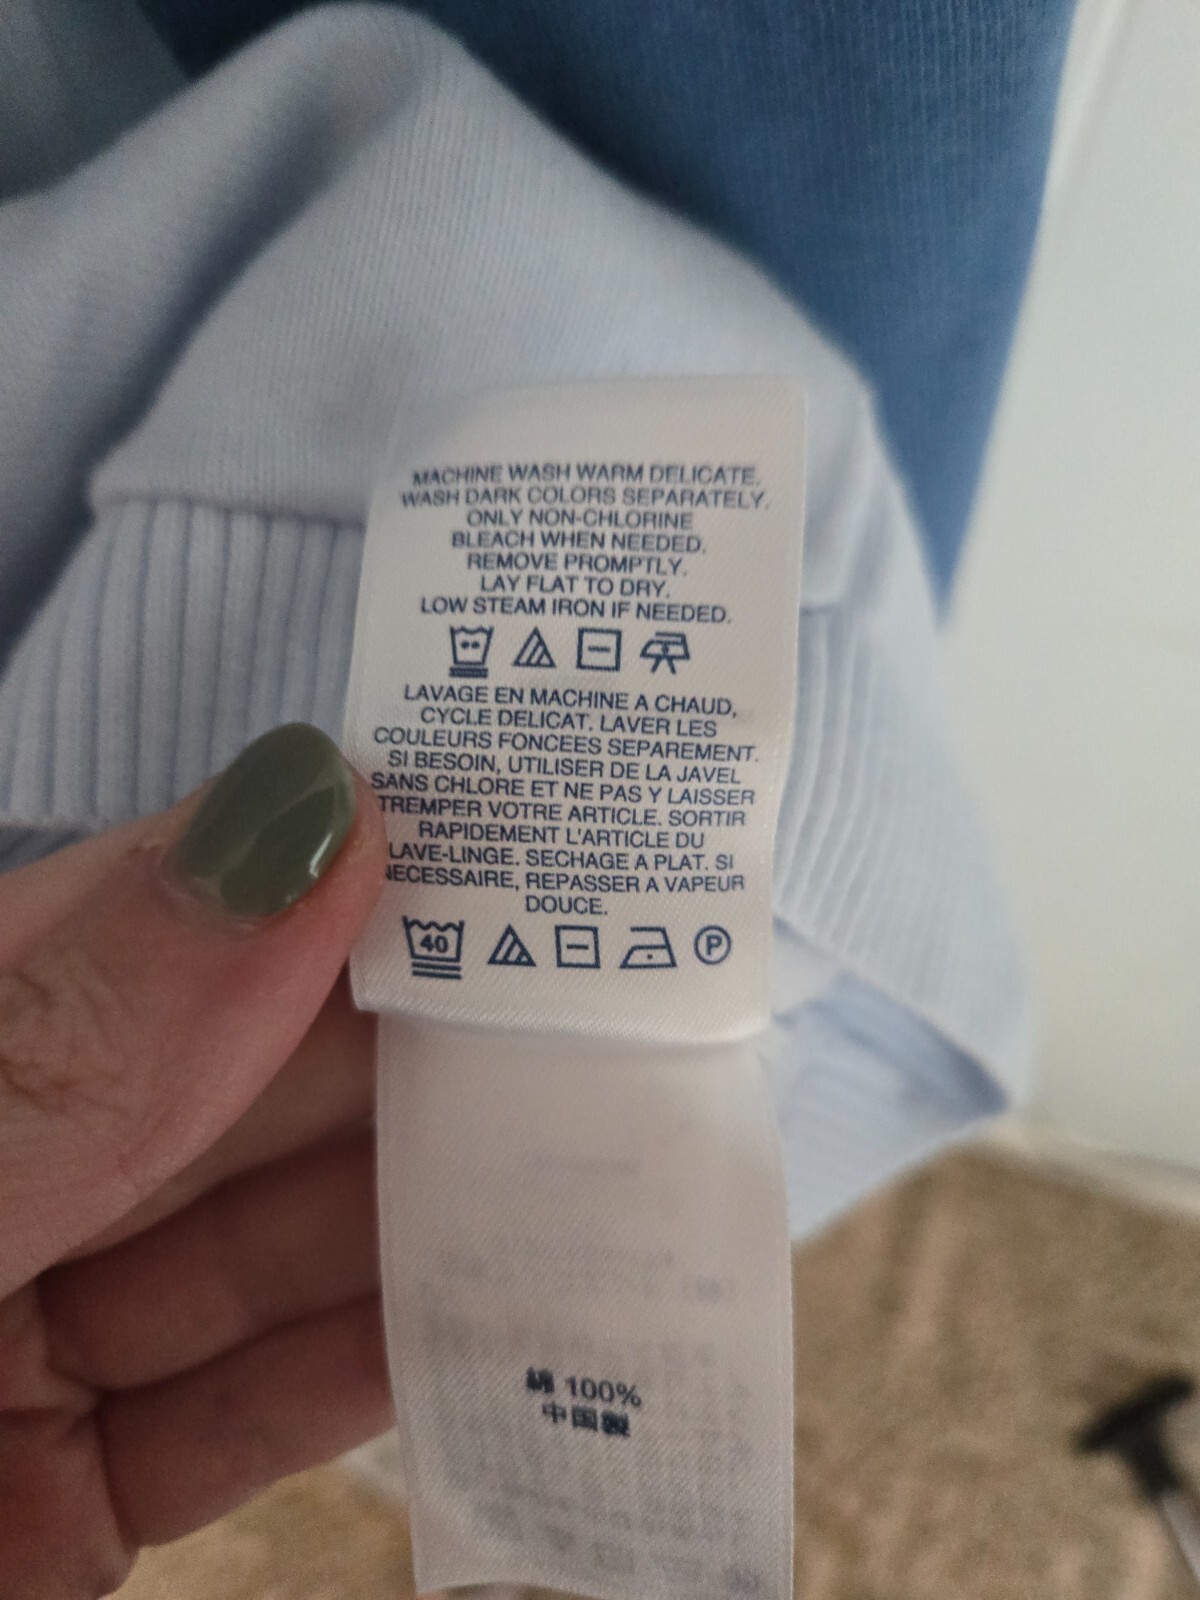 MACHINE WASH WARM DELICATE.
WASH DARK COLORS SEPARATELY.
ONLY NON-CHLORINE
BLEACH WHEN NEEDED.
REMOVE PROMPTLY.
LAY FLAT TO DRY.
LOW STEAM IRON IF NEEDED.
LAVAGE EN MACHINE A CHAUD,
CYCLE DELICAT. LAVER LES
COULEURS FONCEES SEPAREMENT.
SI BESOIN, UTILISER DE LA JAVEL
SANS CHLORE ET NE PAS Y LAISSER
TREMPER VOTRE ARTICLE. SORTIR
RAPIDEMENT L'ARTICLE DU
LAVE-LINGE. SECHAGE A PLAT. SI
NECESSAIRE, REPASSER A VAPEUR
DOUCE.
40 P
綿 100%
中国製